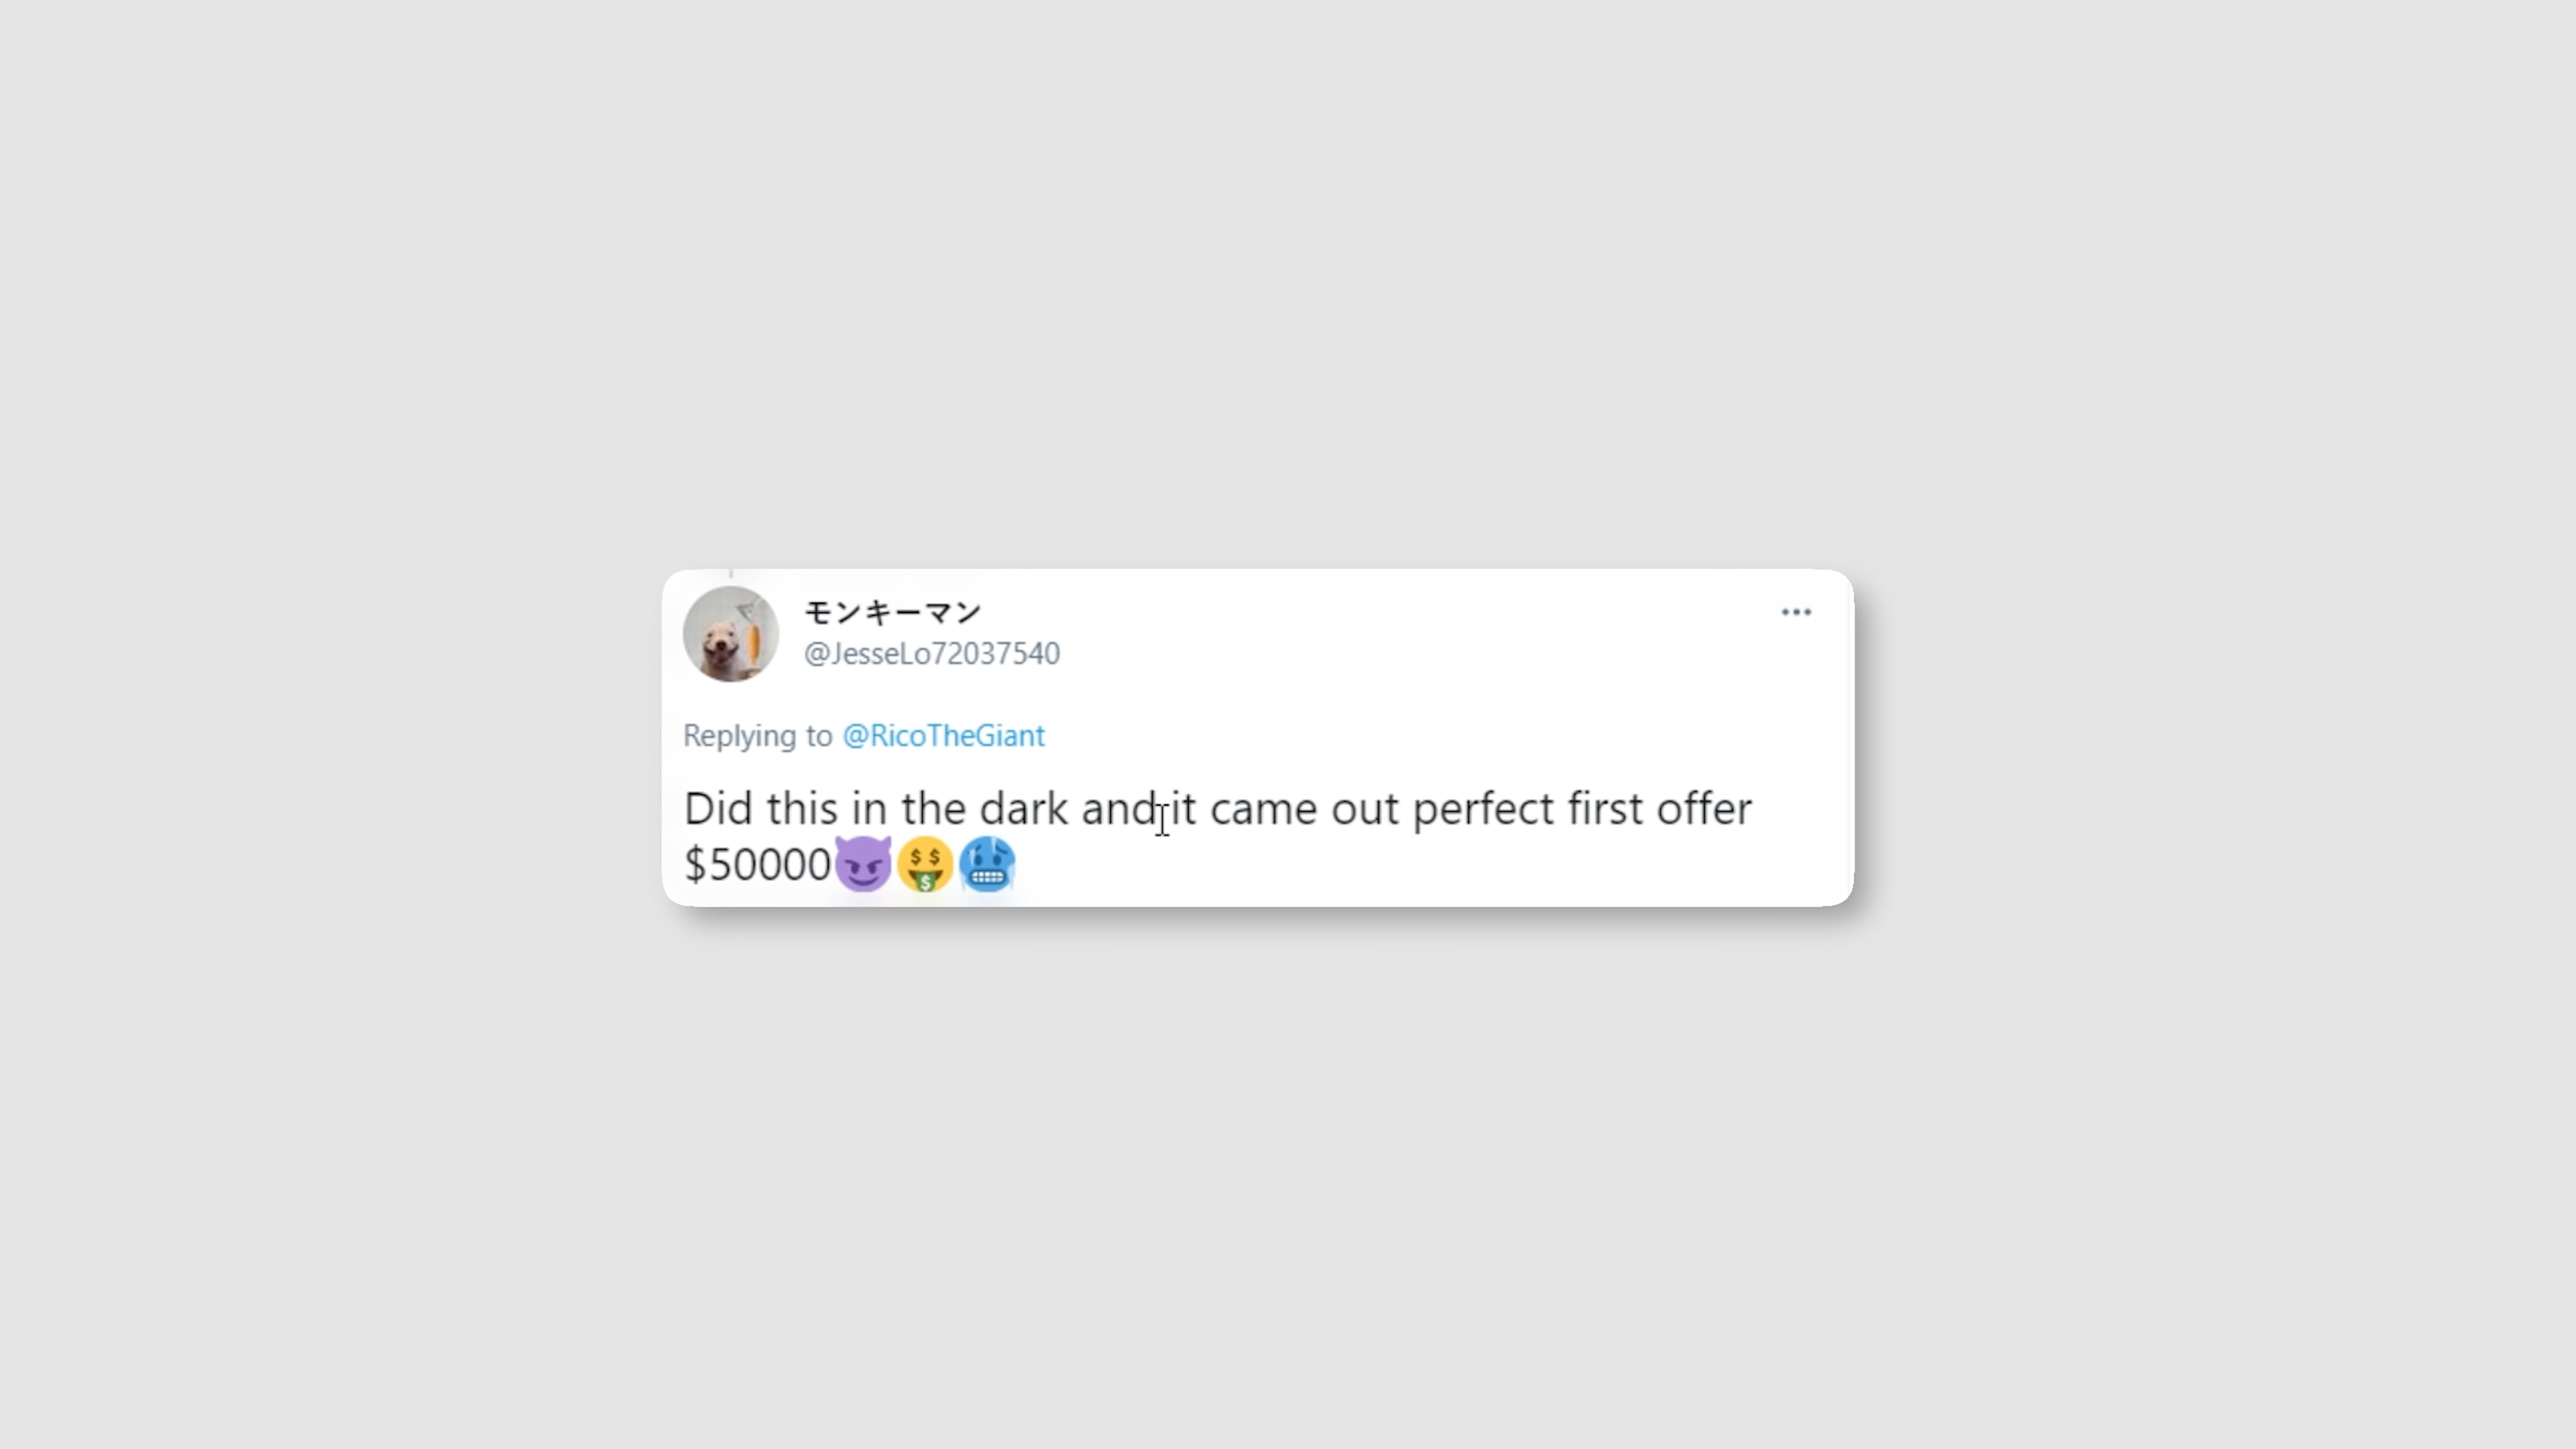 モンキーマン
@JesseLo72037540
Replying to @RicoTheGiant
Did this in the dark and it came out perfect first offer
$50000😈🤑🥶